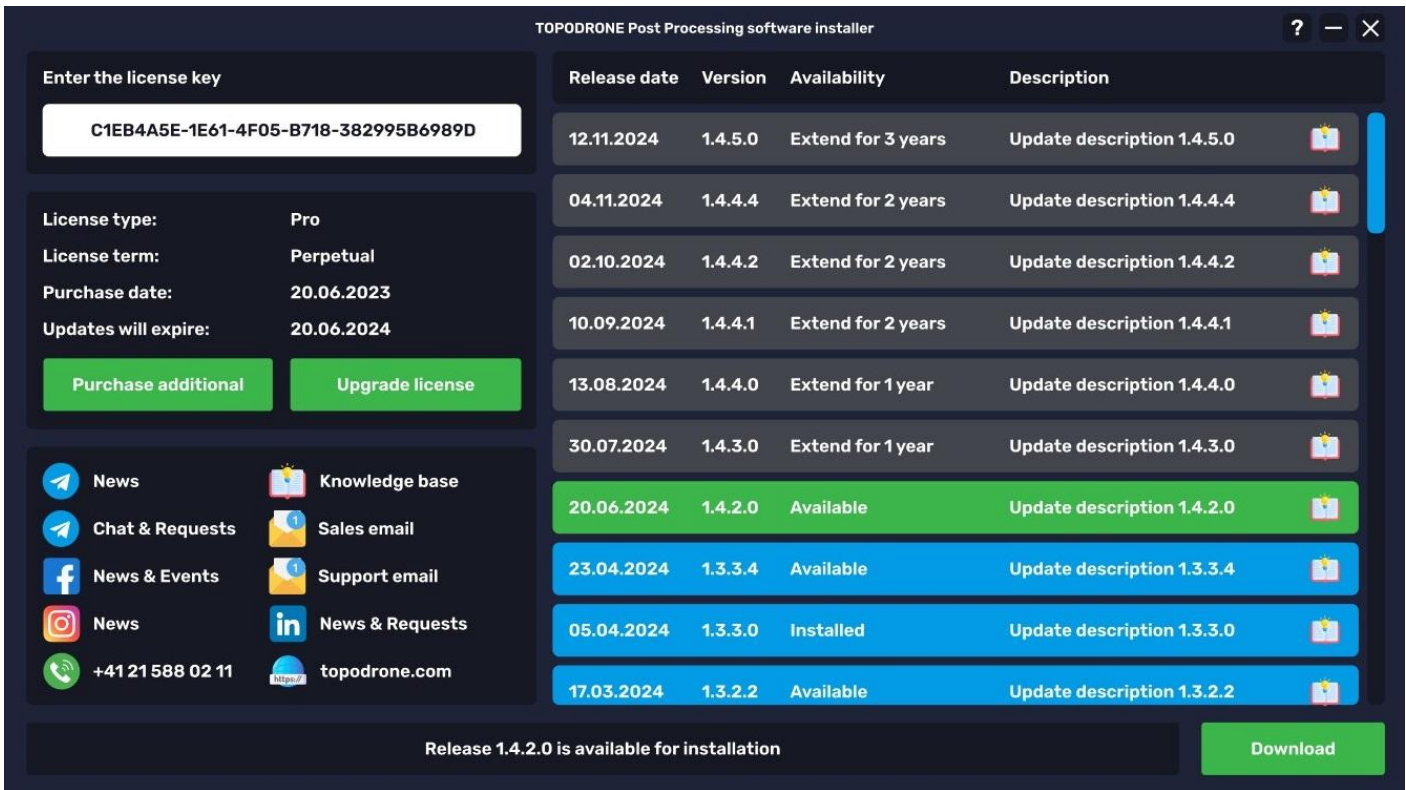 TOPODRONE Post Processing software installer
? — X
Enter the license key
C1EB4A5E-1E61-4F05-B718-382995B6989D
License type: Pro
License term: Perpetual
Purchase date: 20.06.2023
Updates will expire: 20.06.2024
Purchase additional Upgrade license
News Knowledge base
Chat & Requests 1 Sales email
f News & Events 1 Support email
News in News & Requests
+41 21 588 02 11 https:// topodrone.com
Release date Version Availability Description
12.11.2024 1.4.5.0 Extend for 3 years Update description 1.4.5.0
04.11.2024 1.4.4.4 Extend for 2 years Update description 1.4.4.4
02.10.2024 1.4.4.2 Extend for 2 years Update description 1.4.4.2
10.09.2024 1.4.4.1 Extend for 2 years Update description 1.4.4.1
13.08.2024 1.4.4.0 Extend for 1 year Update description 1.4.4.0
30.07.2024 1.4.3.0 Extend for 1 year Update description 1.4.3.0
20.06.2024 1.4.2.0 Available Update description 1.4.2.0
23.04.2024 1.3.3.4 Available Update description 1.3.3.4
05.04.2024 1.3.3.0 Installed Update description 1.3.3.0
17.03.2024 1.3.2.2 Available Update description 1.3.2.2
Release 1.4.2.0 is available for installation
Download